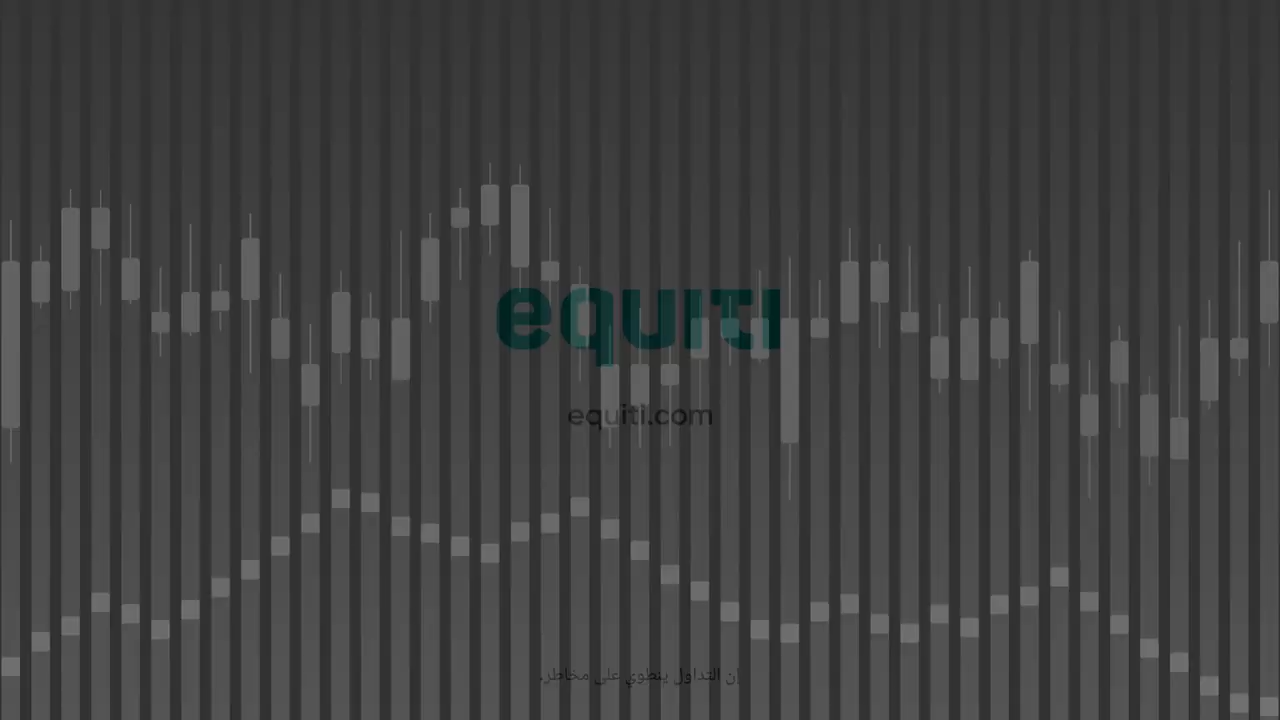 equiti
equiti.com
إن التداول ينطوي على مخاطر.